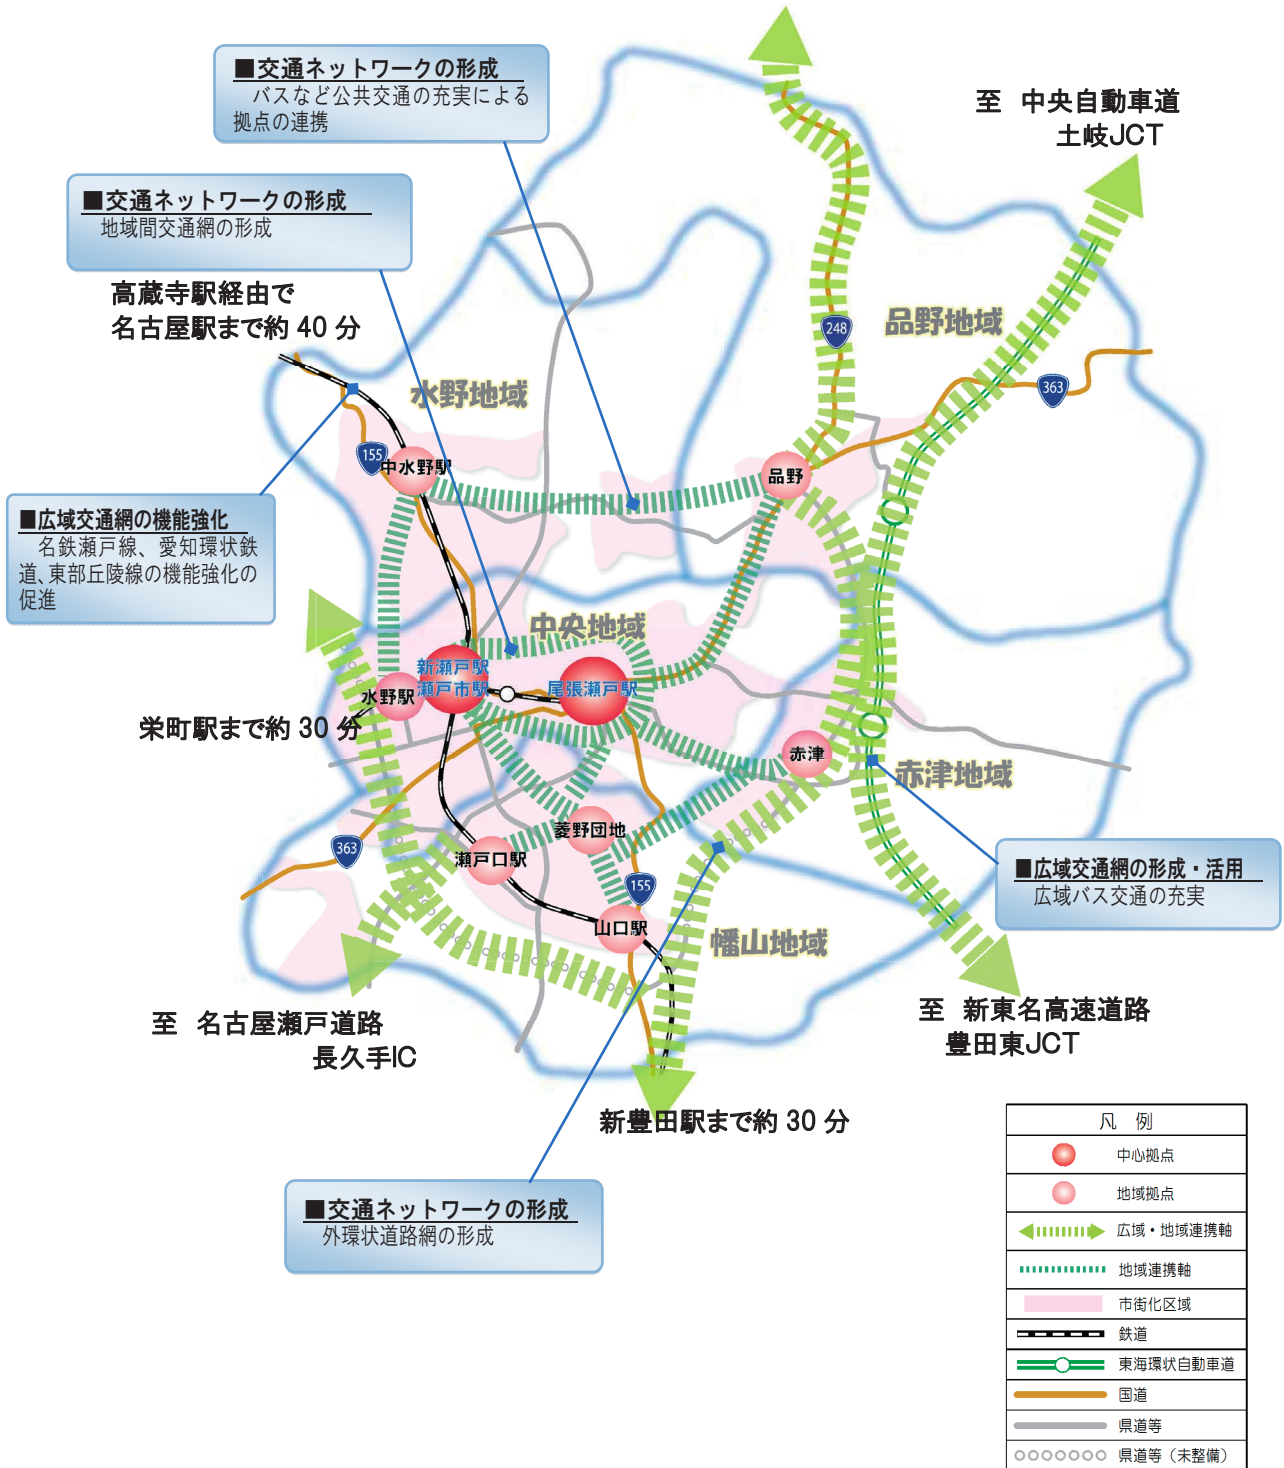 ■交通ネットワークの形成
バスなど公共交通の充実による
拠点の連携
至 中央自動車道
土岐JCT
■交通ネットワークの形成
地域間交通網の形成
高蔵寺駅経由で
名古屋駅まで約 40 分
248
品野地域
363
水野地域
155
中水野駅
品野
■広域交通網の機能強化
名鉄瀬戸線、愛知環状鉄
道、東部丘陵線の機能強化の
促進
中央地域
新瀬戸駅
瀬戸市駅
尾張瀬戸駅
水野駅
栄町駅まで約 30 分
赤津
赤津地域
菱野団地
363
瀬戸口駅
155
■広域交通網の形成・活用
広域バス交通の充実
山口駅
幡山地域
至 名古屋瀬戸道路
長久手IC
至 新東名高速道路
豊田東JCT
新豊田駅まで約 30 分
■交通ネットワークの形成
外環状道路網の形成
凡 例
中心拠点
地域拠点
広域・地域連携軸
地域連携軸
市街化区域
鉄道
東海環状自動車道
国道
県道等
県道等（未整備）